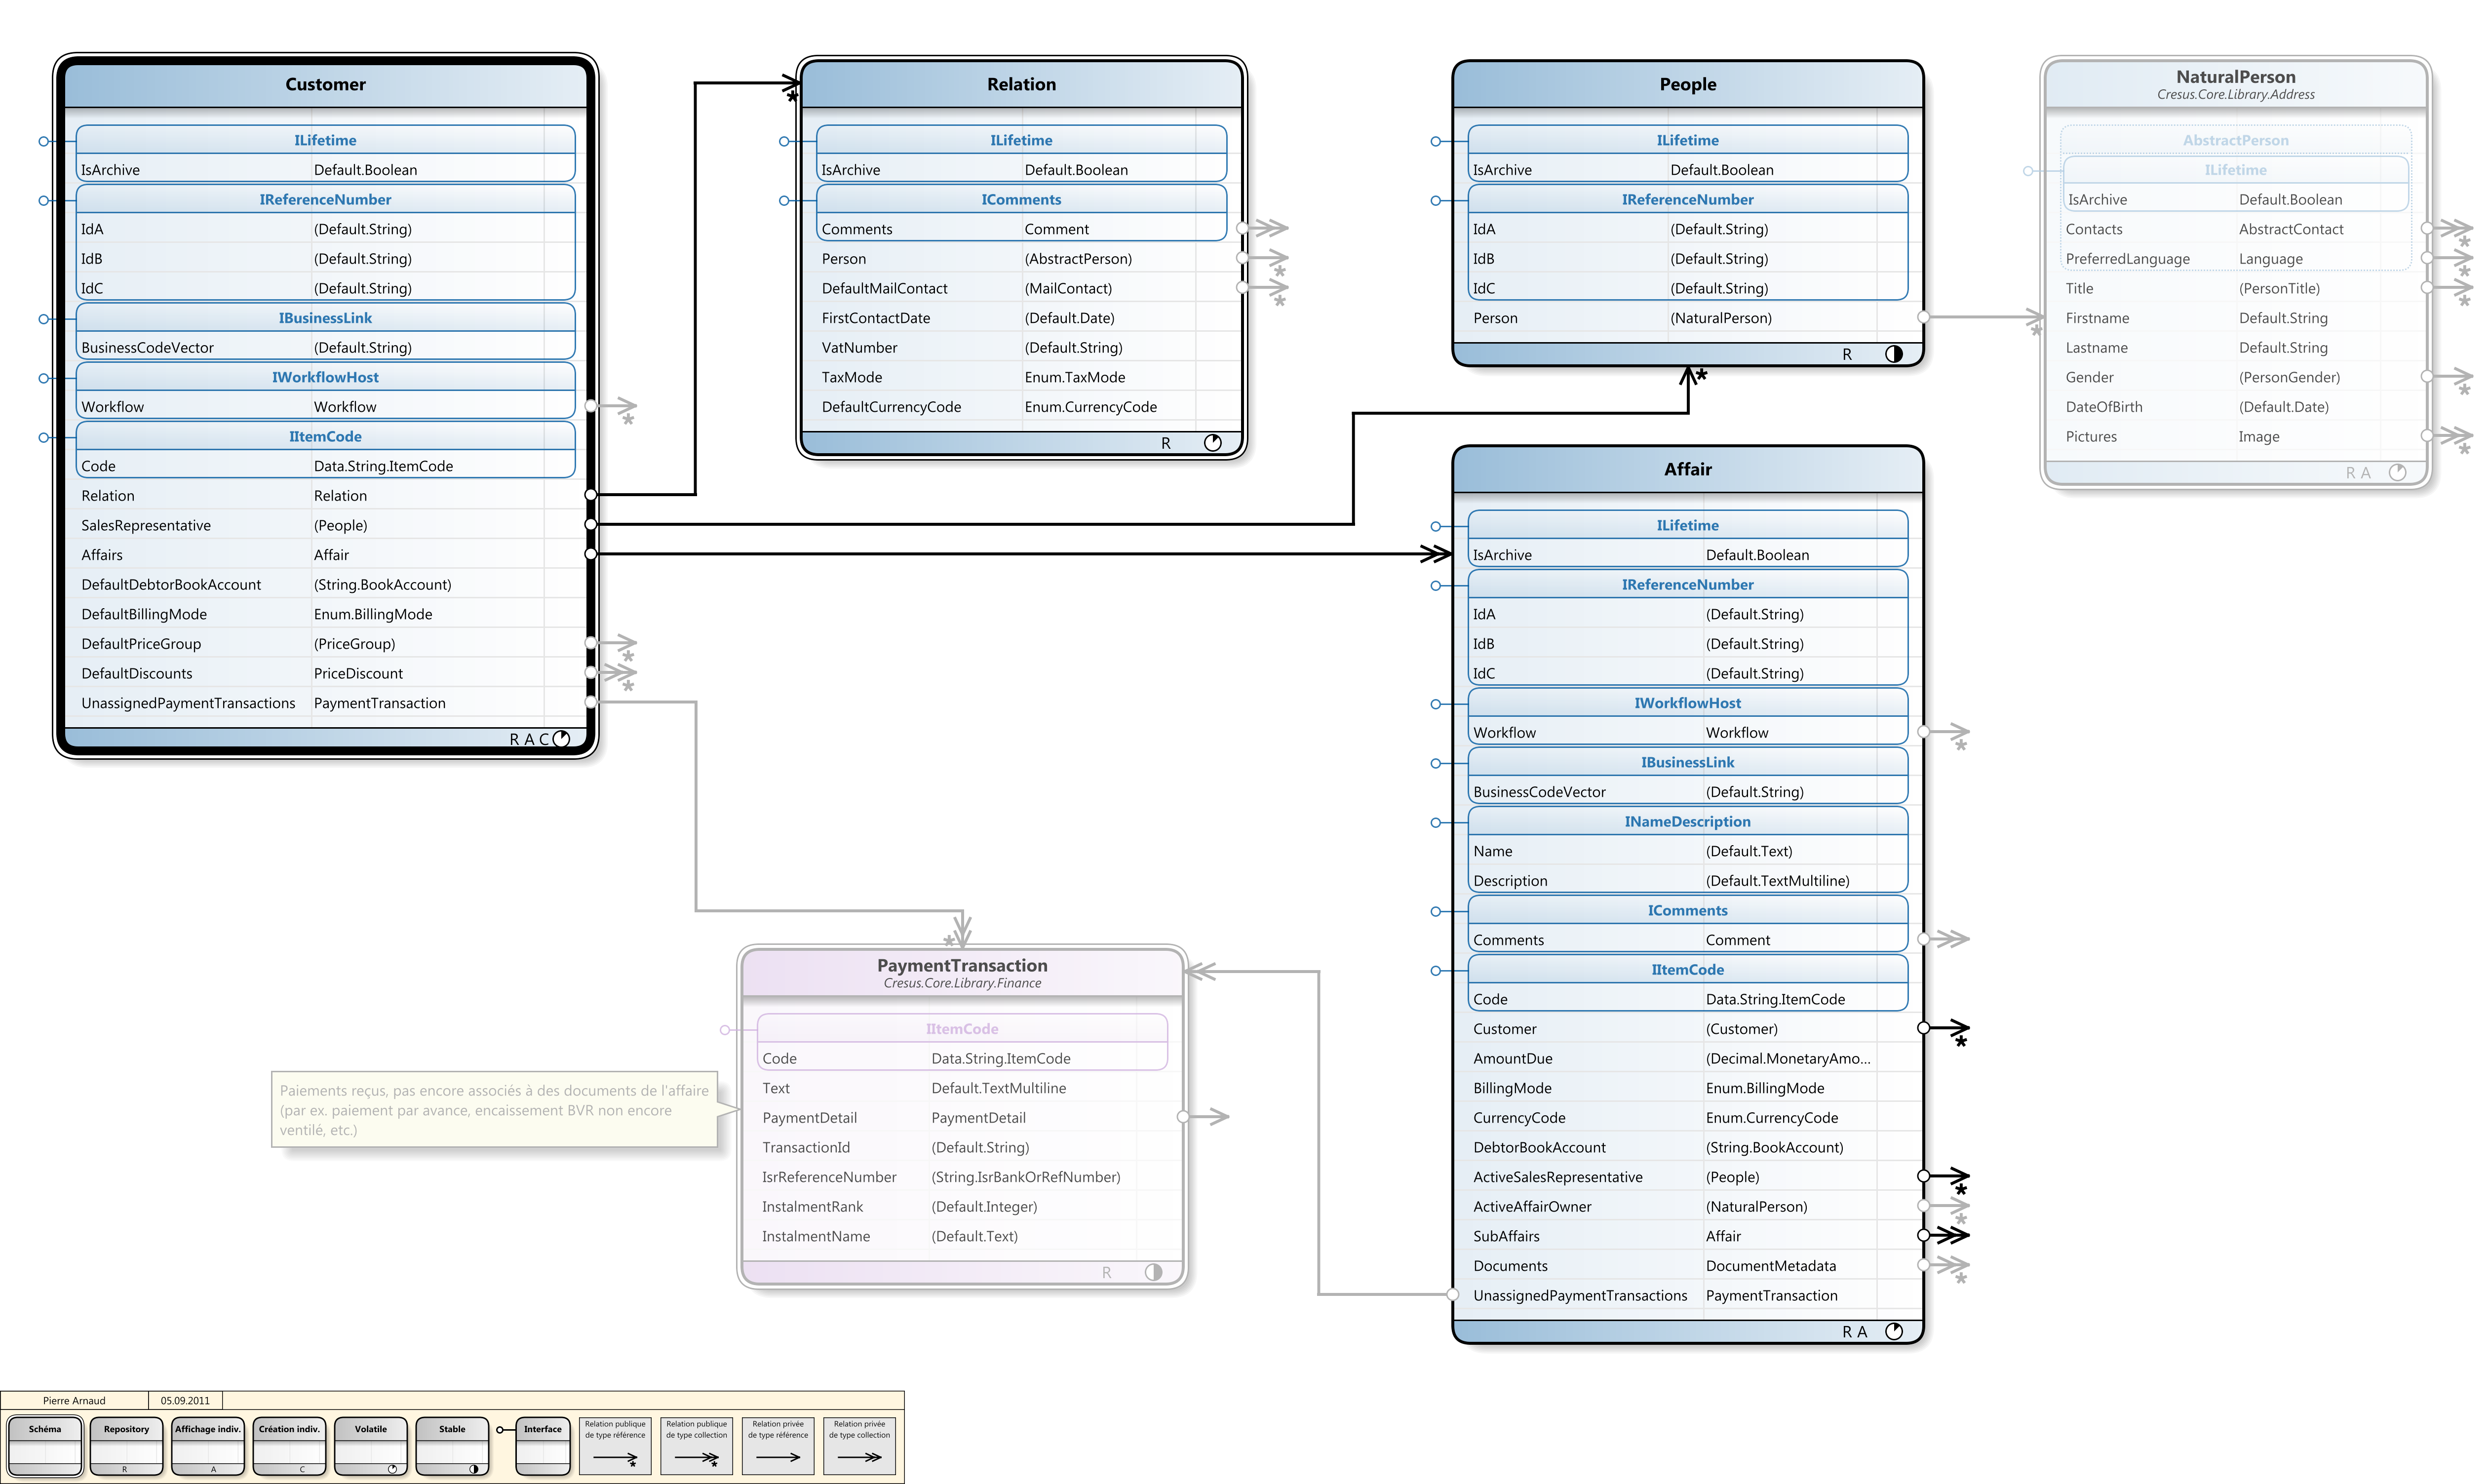 Customer
ILifetime
IsArchive Default.Boolean
IReferenceNumber
IdA (Default.String)
IdB (Default.String)
IdC (Default.String)
IBusinessLink
BusinessCodeVector (Default.String)
IWorkflowHost
Workflow Workflow
*
IItemCode
Code Data.String.ItemCode
Relation Relation
SalesRepresentative (People)
Affairs Affair
DefaultDebtorBookAccount (String.BookAccount)
DefaultBillingMode Enum.BillingMode
DefaultPriceGroup (PriceGroup)
*
DefaultDiscounts PriceDiscount
*
UnassignedPaymentTransactions PaymentTransaction
R A C
*
Relation
ILifetime
IsArchive Default.Boolean
IComments
Comments Comment
Person (AbstractPerson)
*
DefaultMailContact (MailContact)
*
FirstContactDate (Default.Date)
VatNumber (Default.String)
TaxMode Enum.TaxMode
DefaultCurrencyCode Enum.CurrencyCode
R
People
ILifetime
IsArchive Default.Boolean
IReferenceNumber
IdA (Default.String)
IdB (Default.String)
IdC (Default.String)
Person (NaturalPerson)
R
*
*
NaturalPerson
Cresus.Core.Library.Address
AbstractPerson
ILifetime
IsArchive Default.Boolean
Contacts AbstractContact
*
PreferredLanguage Language
*
Title (PersonTitle)
*
Firstname Default.String
Lastname Default.String
Gender (PersonGender)
*
DateOfBirth (Default.Date)
Pictures Image
*
R A
Affair
ILifetime
IsArchive Default.Boolean
IReferenceNumber
IdA (Default.String)
IdB (Default.String)
IdC (Default.String)
IWorkflowHost
Workflow Workflow
*
IBusinessLink
BusinessCodeVector (Default.String)
INameDescription
Name (Default.Text)
Description (Default.TextMultiline)
IComments
Comments Comment
IItemCode
Code Data.String.ItemCode
Customer (Customer)
*
AmountDue (Decimal.MonetaryAmo...
BillingMode Enum.BillingMode
CurrencyCode Enum.CurrencyCode
DebtorBookAccount (String.BookAccount)
ActiveSalesRepresentative (People)
*
ActiveAffairOwner (NaturalPerson)
*
SubAffairs Affair
Documents DocumentMetadata
*
UnassignedPaymentTransactions PaymentTransaction
R A
*
PaymentTransaction
Cresus.Core.Library.Finance
IItemCode
Code Data.String.ItemCode
Text Default.TextMultiline
PaymentDetail PaymentDetail
TransactionId (Default.String)
IsrReferenceNumber (String.IsrBankOrRefNumber)
InstalmentRank (Default.Integer)
InstalmentName (Default.Text)
R
Paiements reçus, pas encore associés à des documents de l'affaire
(par ex. paiement par avance, encaissement BVR non encore
ventilé, etc.)
Pierre Arnaud 05.09.2011
Schéma
Repository
R
Affichage indiv.
A
Création indiv.
C
Volatile
Stable
Interface
Relation publique
de type référence
*
Relation publique
de type collection
*
Relation privée
de type référence
Relation privée
de type collection